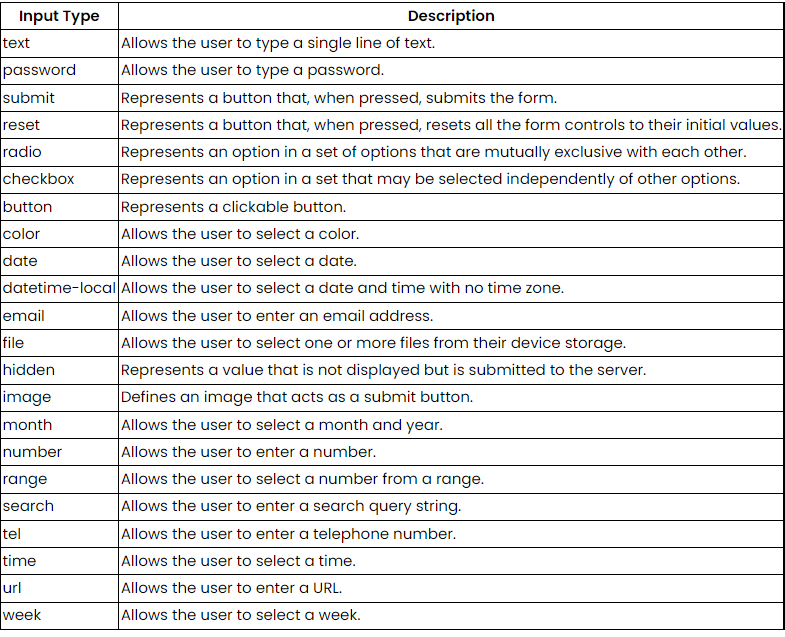 Input Type Description
text Allows the user to type a single line of text.
password Allows the user to type a password.
submit Represents a button that, when pressed, submits the form.
reset Represents a button that, when pressed, resets all the form controls to their initial values.
radio Represents an option in a set of options that are mutually exclusive with each other.
checkbox Represents an option in a set that may be selected independently of other options.
button Represents a clickable button.
color Allows the user to select a color.
date Allows the user to select a date.
datetime-local Allows the user to select a date and time with no time zone.
email Allows the user to enter an email address.
file Allows the user to select one or more files from their device storage.
hidden Represents a value that is not displayed but is submitted to the server.
image Defines an image that acts as a submit button.
month Allows the user to select a month and year.
number Allows the user to enter a number.
range Allows the user to select a number from a range.
search Allows the user to enter a search query string.
tel Allows the user to enter a telephone number.
time Allows the user to select a time.
url Allows the user to enter a URL.
week Allows the user to select a week.